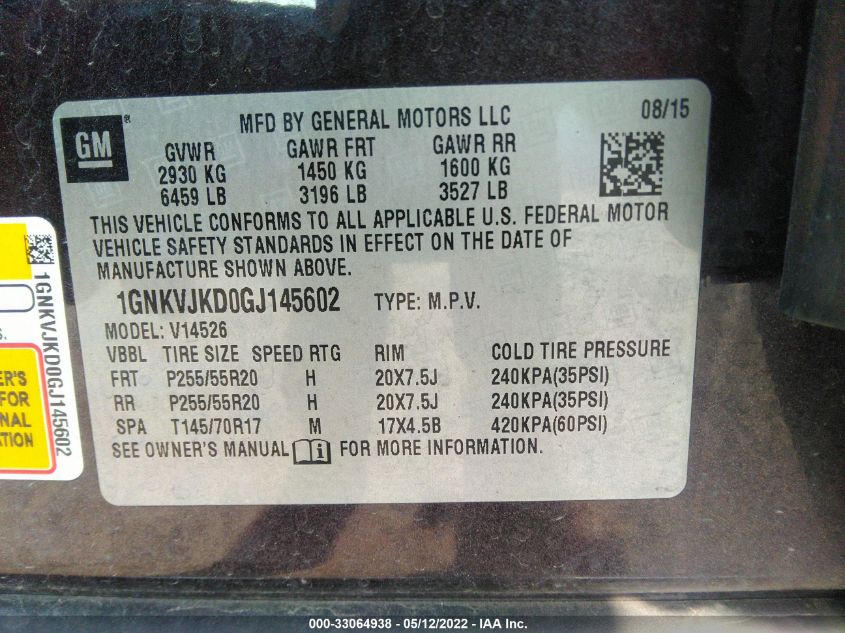 GM
®
MFD BY GENERAL MOTORS LLC 08/15
GVWR GAWR FRT GAWR RR
2930 KG 1450 KG 1600 KG
6459 LB 3196 LB 3527 LB
THIS VEHICLE CONFORMS TO ALL APPLICABLE U.S. FEDERAL MOTOR
VEHICLE SAFETY STANDARDS IN EFFECT ON THE DATE OF
MANUFACTURE SHOWN ABOVE.
1GNKVJKD0GJ145602 TYPE: M.P.V.
MODEL: V14526
VBBL TIRE SIZE SPEED RTG RIM COLD TIRE PRESSURE
FRT P255/55R20 H 20X7.5J 240KPA(35PSI)
RR P255/55R20 H 20X7.5J 240KPA(35PSI)
SPA T145/70R17 M 17X4.5B 420KPA(60PSI)
SEE OWNER'S MANUAL i FOR MORE INFORMATION.
1GNKVJKD0GJ145602
S.
ER'S
FOR
NAL
ATION
000-33064938 - 05/12/2022 - IAA Inc.